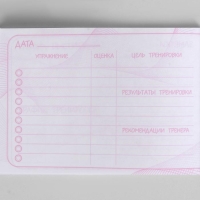 ДАТА
УПРАЖНЕНИЕ ОЦЕНКА ЦЕЛЬ ТРЕНИРОВКИ
РЕЗУЛЬТАТЫ ТРЕНИРОВКИ
РЕКОМЕНДАЦИИ ТРЕНЕРА